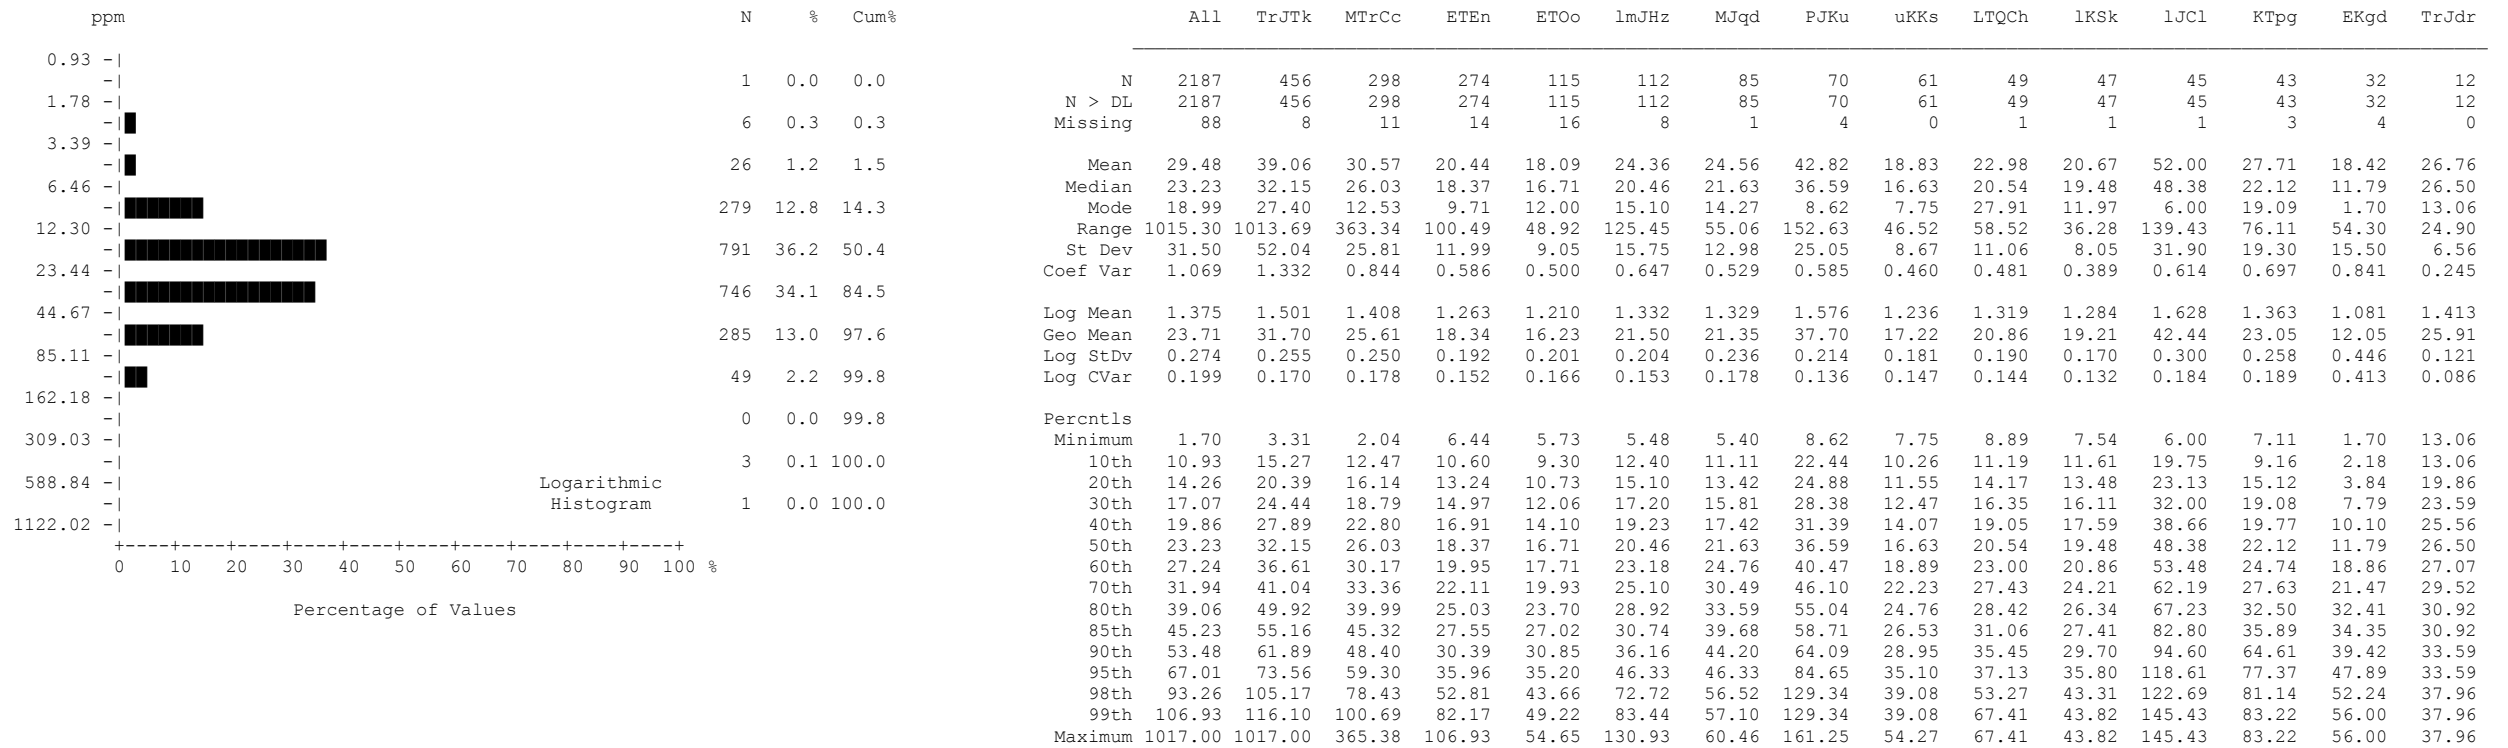 ppm N % Cum% All TrJTk MTrCc ETEn ETOo lmJHz MJqd PJKu uKKs LTQCh lKSk lJCl KTpg EKgd TrJdr
0.93 -|
-| 1 0.0 0.0 N 2187 456 298 274 115 112 85 70 61 49 47 45 43 32 12
1.78 -| N > DL 2187 456 298 274 115 112 85 70 61 49 47 45 43 32 12
-| 6 0.3 0.3 Missing 88 8 11 14 16 8 1 4 0 1 1 1 3 4 0
3.39 -|
-| 26 1.2 1.5 Mean 29.48 39.06 30.57 20.44 18.09 24.36 24.56 42.82 18.83 22.98 20.67 52.00 27.71 18.42 26.76
6.46 -| Median 23.23 32.15 26.03 18.37 16.71 20.46 21.63 36.59 16.63 20.54 19.48 48.38 22.12 11.79 26.50
-| 279 12.8 14.3 Mode 18.99 27.40 12.53 9.71 12.00 15.10 14.27 8.62 7.75 27.91 11.97 6.00 19.09 1.70 13.06
12.30 -| Range 1015.30 1013.69 363.34 100.49 48.92 125.45 55.06 152.63 46.52 58.52 36.28 139.43 76.11 54.30 24.90
-| 791 36.2 50.4 St Dev 31.50 52.04 25.81 11.99 9.05 15.75 12.98 25.05 8.67 11.06 8.05 31.90 19.30 15.50 6.56
23.44 -| Coef Var 1.069 1.332 0.844 0.586 0.500 0.647 0.529 0.585 0.460 0.481 0.389 0.614 0.697 0.841 0.245
-| 746 34.1 84.5
44.67 -| Log Mean 1.375 1.501 1.408 1.263 1.210 1.332 1.329 1.576 1.236 1.319 1.284 1.628 1.363 1.081 1.413
-| 285 13.0 97.6 Geo Mean 23.71 31.70 25.61 18.34 16.23 21.50 21.35 37.70 17.22 20.86 19.21 42.44 23.05 12.05 25.91
85.11 -| Log StDv 0.274 0.255 0.250 0.192 0.201 0.204 0.236 0.214 0.181 0.190 0.170 0.300 0.258 0.446 0.121
-| 49 2.2 99.8 Log CVar 0.199 0.170 0.178 0.152 0.166 0.153 0.178 0.136 0.147 0.144 0.132 0.184 0.189 0.413 0.086
162.18 -|
-| 0 0.0 99.8 Percntls
309.03 -| Minimum 1.70 3.31 2.04 6.44 5.73 5.48 5.40 8.62 7.75 8.89 7.54 6.00 7.11 1.70 13.06
-| 3 0.1 100.0 10th 10.93 15.27 12.47 10.60 9.30 12.40 11.11 22.44 10.26 11.19 11.61 19.75 9.16 2.18 13.06
588.84 -| Logarithmic 20th 14.26 20.39 16.14 13.24 10.73 15.10 13.42 24.88 11.55 14.17 13.48 23.13 15.12 3.84 19.86
-| Histogram 1 0.0 100.0 30th 17.07 24.44 18.79 14.97 12.06 17.20 15.81 28.38 12.47 16.35 16.11 32.00 19.08 7.79 23.59
1122.02 -| 40th 19.86 27.89 22.80 16.91 14.10 19.23 17.42 31.39 14.07 19.05 17.59 38.66 19.77 10.10 25.56
+----+----+----+----+----+----+----+----+----+----+ 50th 23.23 32.15 26.03 18.37 16.71 20.46 21.63 36.59 16.63 20.54 19.48 48.38 22.12 11.79 26.50
0 10 20 30 40 50 60 70 80 90 100 % 60th 27.24 36.61 30.17 19.95 17.71 23.18 24.76 40.47 18.89 23.00 20.86 53.48 24.74 18.86 27.07
70th 31.94 41.04 33.36 22.11 19.93 25.10 30.49 46.10 22.23 27.43 24.21 62.19 27.63 21.47 29.52
Percentage of Values 80th 39.06 49.92 39.99 25.03 23.70 28.92 33.59 55.04 24.76 28.42 26.34 67.23 32.50 32.41 30.92
85th 45.23 55.16 45.32 27.55 27.02 30.74 39.68 58.71 26.53 31.06 27.41 82.80 35.89 34.35 30.92
90th 53.48 61.89 48.40 30.39 30.85 36.16 44.20 64.09 28.95 35.45 29.70 94.60 64.61 39.42 33.59
95th 67.01 73.56 59.30 35.96 35.20 46.33 46.33 84.65 35.10 37.13 35.80 118.61 77.37 47.89 33.59
98th 93.26 105.17 78.43 52.81 43.66 72.72 56.52 129.34 39.08 53.27 43.31 122.69 81.14 52.24 37.96
99th 106.93 116.10 100.69 82.17 49.22 83.44 57.10 129.34 39.08 67.41 43.82 145.43 83.22 56.00 37.96
Maximum 1017.00 1017.00 365.38 106.93 54.65 130.93 60.46 161.25 54.27 67.41 43.82 145.43 83.22 56.00 37.96